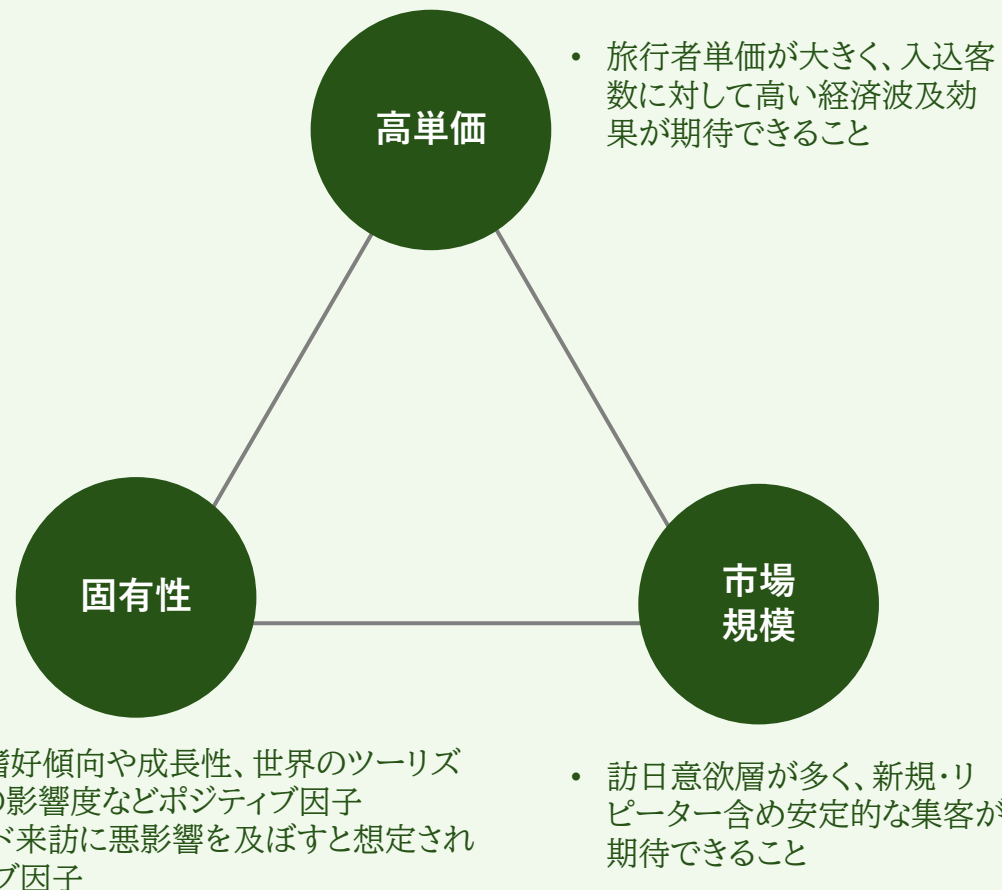 高単価
• 旅行者単価が大きく、入込客
数に対して高い経済波及効
果が期待できること
固有性
市場
規模
嗜好傾向や成長性、世界のツーリズ
影響度などポジティブ因子
ド来訪に悪影響を及ぼすと想定され
ブ因子
• 訪日意欲層が多く、新規・リ
ピーター含め安定的な集客が
期待できること